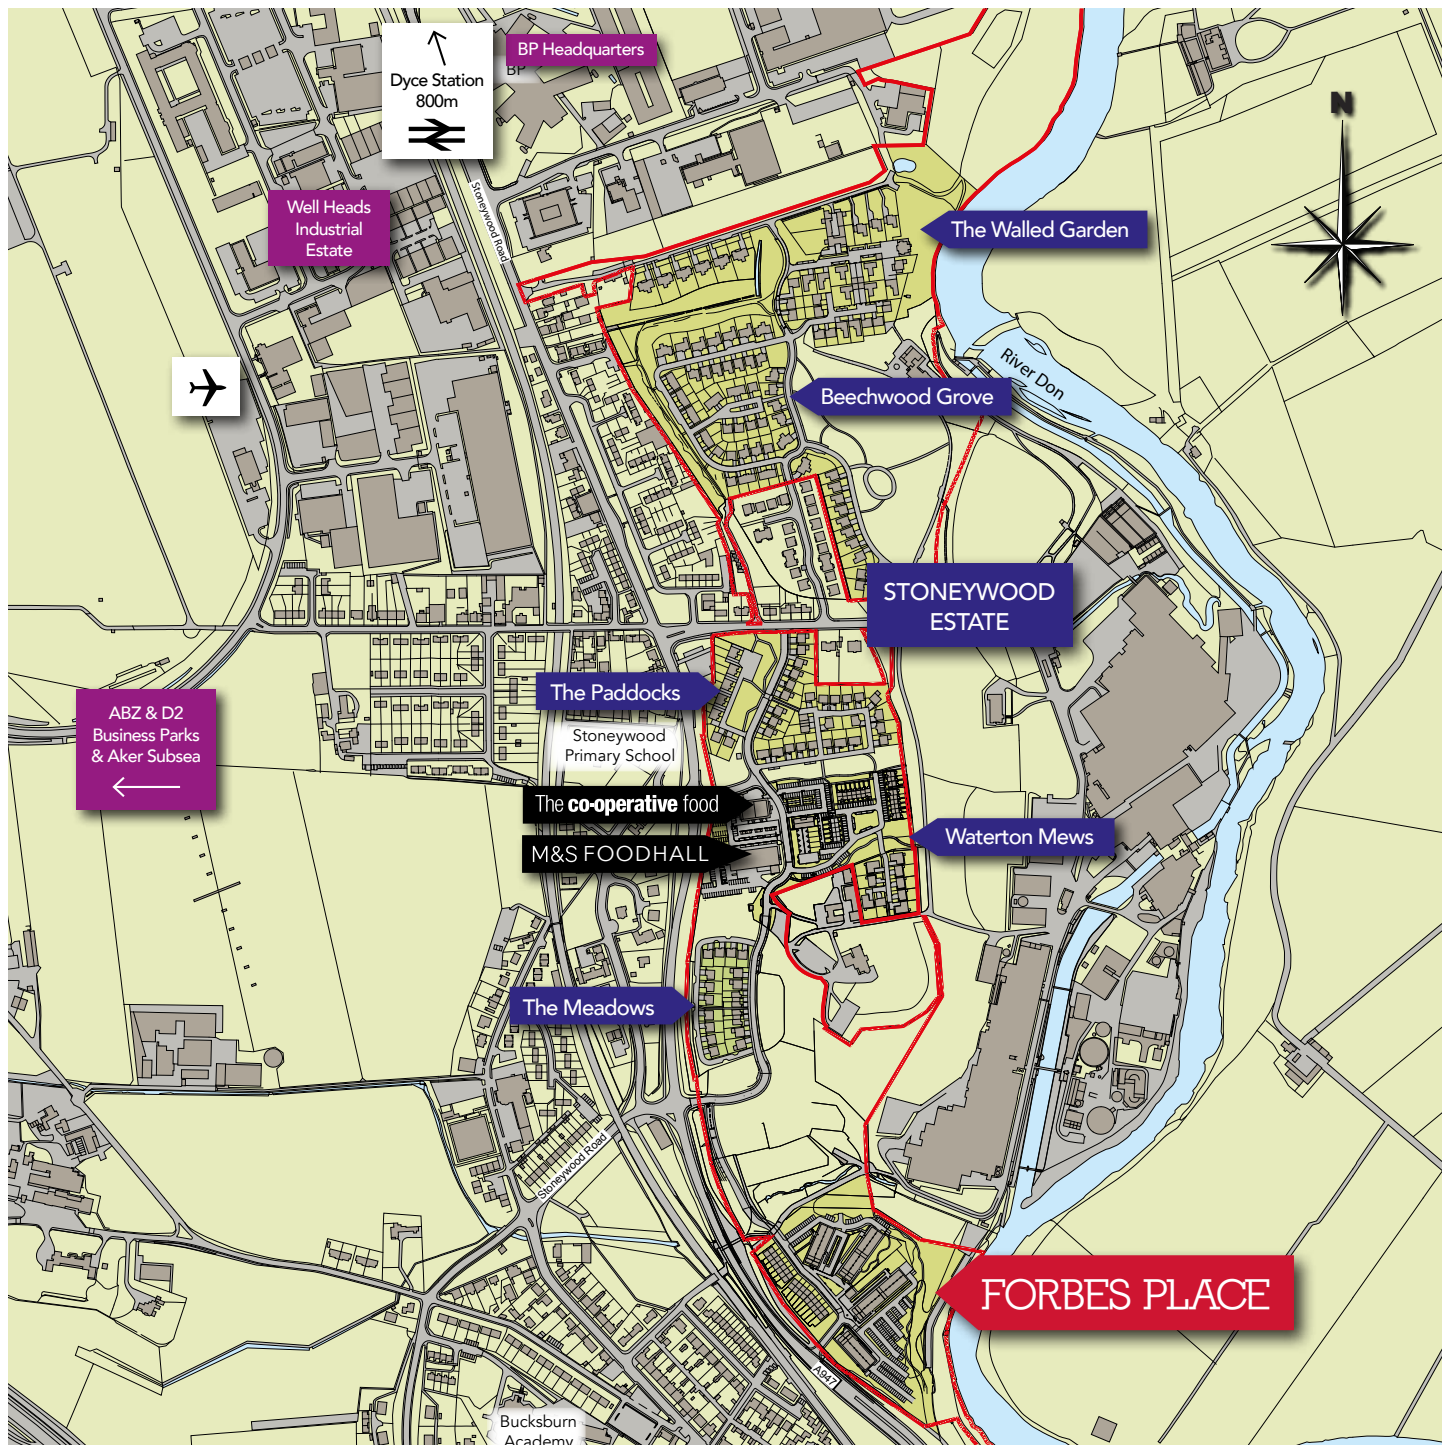 BP Headquarters
BP
Dyce Station
800m
N
Stoneywood Road
Well Heads
Industrial
Estate
The Walled Garden
River Don
Beechwood Grove
STONEYWOOD
ESTATE
The Paddocks
ABZ & D2
Business Parks
& Aker Subsea
Stoneywood
Primary School
The co-operative food
M&S FOODHALL
Waterton Mews
The Meadows
Stoneywood Road
FORBES PLACE
A947
Bucksburn
Academy